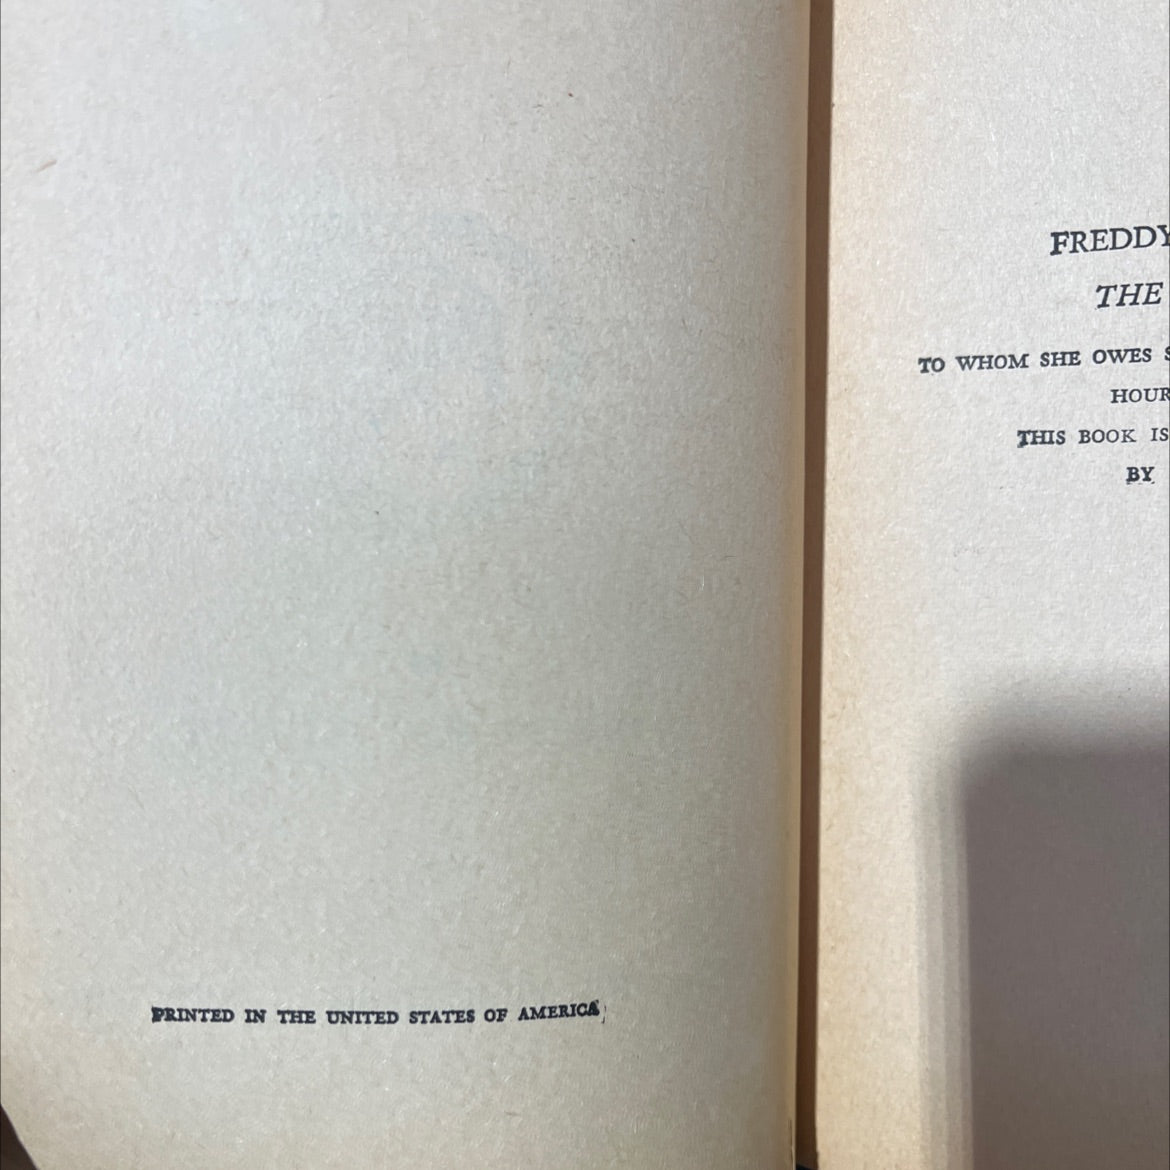 PRINTED IN THE UNITED STATES OF AMERICA
FREDDY
THE
TO WHOM SHE OWES
HOUR
THIS BOOK IS
BY